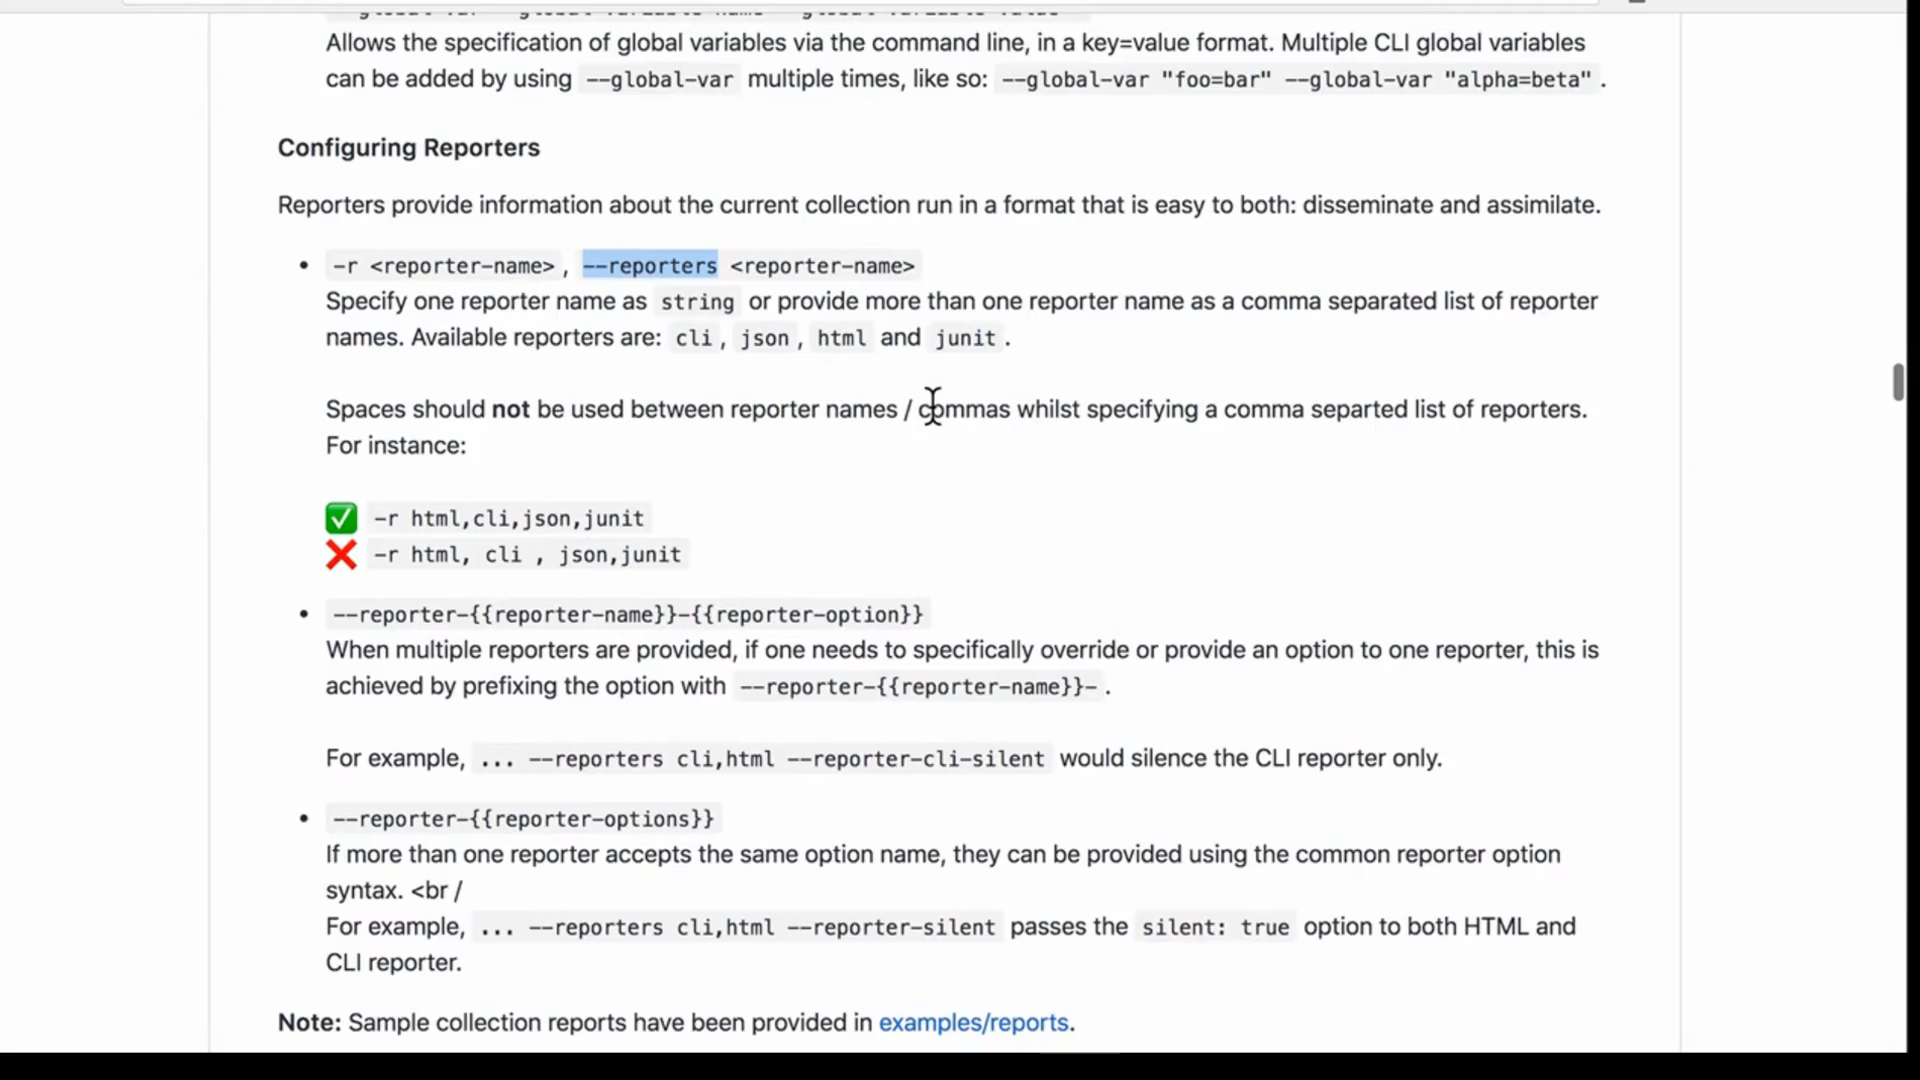 Allows the specification of global variables via the command line, in a key=value format. Multiple CLI global variables
can be added by using --global-var multiple times, like so: --global-var "foo=bar" --global-var "alpha=beta" .
Configuring Reporters
Reporters provide information about the current collection run in a format that is easy to both: disseminate and assimilate.
• -r <reporter-name> , --reporters <reporter-name>
Specify one reporter name as string or provide more than one reporter name as a comma separated list of reporter
names. Available reporters are: cli , json , html and junit .
Spaces should not be used between reporter names / commas whilst specifying a comma separted list of reporters.
For instance:
✅ -r html,cli,json,junit
❌ -r html, cli , json,junit
• --reporter-{{reporter-name}}-{{reporter-option}}
When multiple reporters are provided, if one needs to specifically override or provide an option to one reporter, this is
achieved by prefixing the option with --reporter-{{reporter-name}}- .
For example, ... --reporters cli,html --reporter-cli-silent would silence the CLI reporter only.
• --reporter-{{reporter-options}}
If more than one reporter accepts the same option name, they can be provided using the common reporter option
syntax. <br /
For example, ... --reporters cli,html --reporter-silent passes the silent: true option to both HTML and
CLI reporter.
Note: Sample collection reports have been provided in examples/reports.